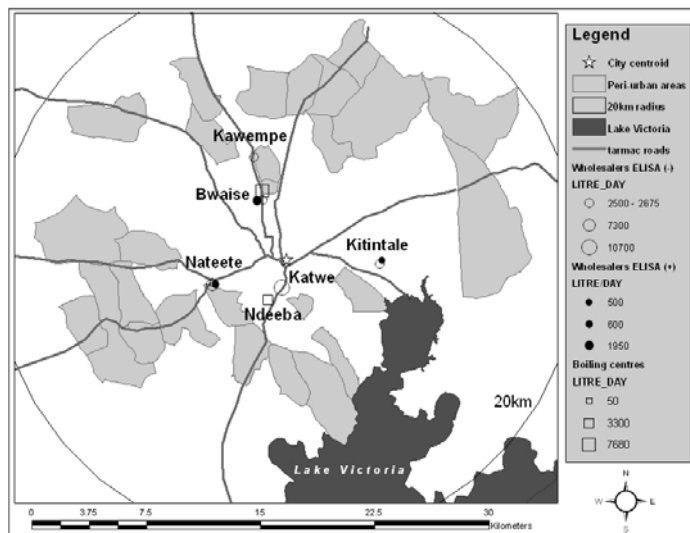 Kawempe
Bwaise
Nateete
Kitintale
Katwe
Ndeeba
20km
Lake Victoria
0 3.75 7.5 15 22.5 30
Kilometers
Legend
City centroid
Peri-urban areas
20km radius
Lake Victoria
tarmac roads
Wholesalers ELISA (-)
LITRE_DAY
2500 - 2675
7300
10700
Wholesalers ELISA (+)
LITRE/DAY
500
600
1950
Boiling centres
LITRE_DAY
50
3300
7680
N
W E
S